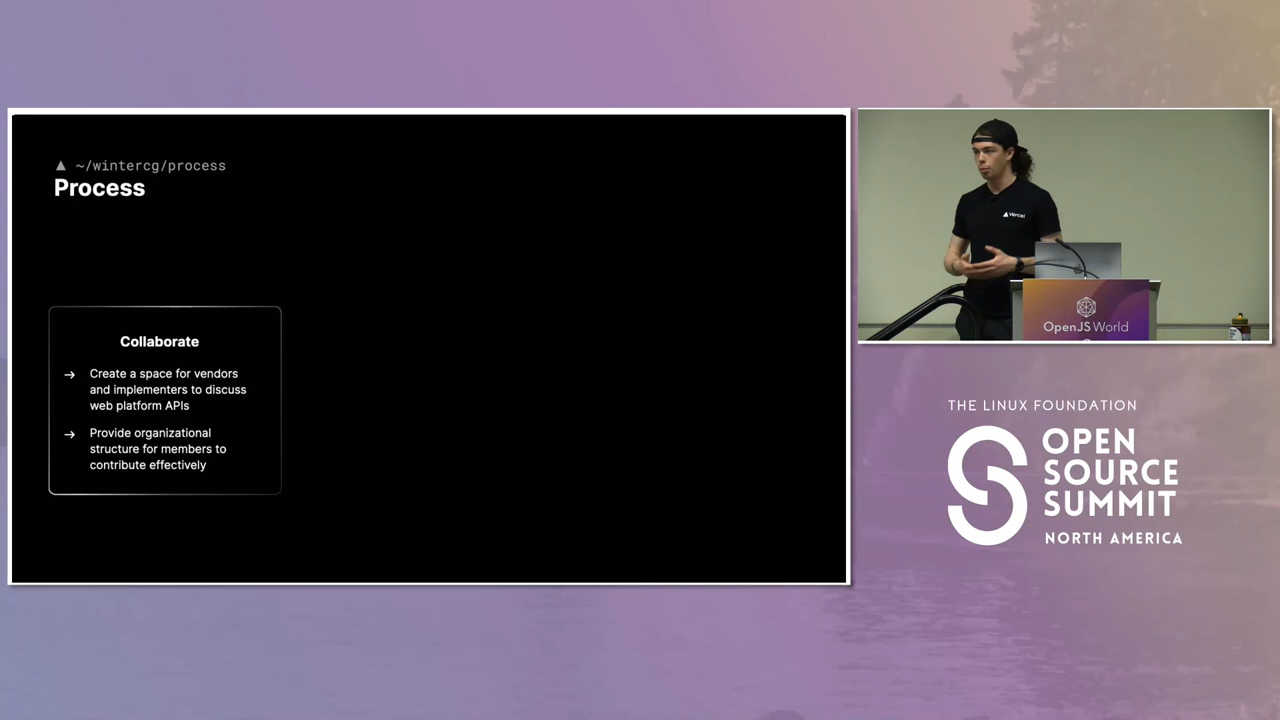 ~/wintercg/process
Process
Collaborate
→ Create a space for vendors
and implementers to discuss
web platform APIs
→ Provide organizational
structure for members to
contribute effectively
Vercel
OpenJS World
THE LINUX FOUNDATION
OPEN
SOURCE
SUMMIT
NORTH AMERICA